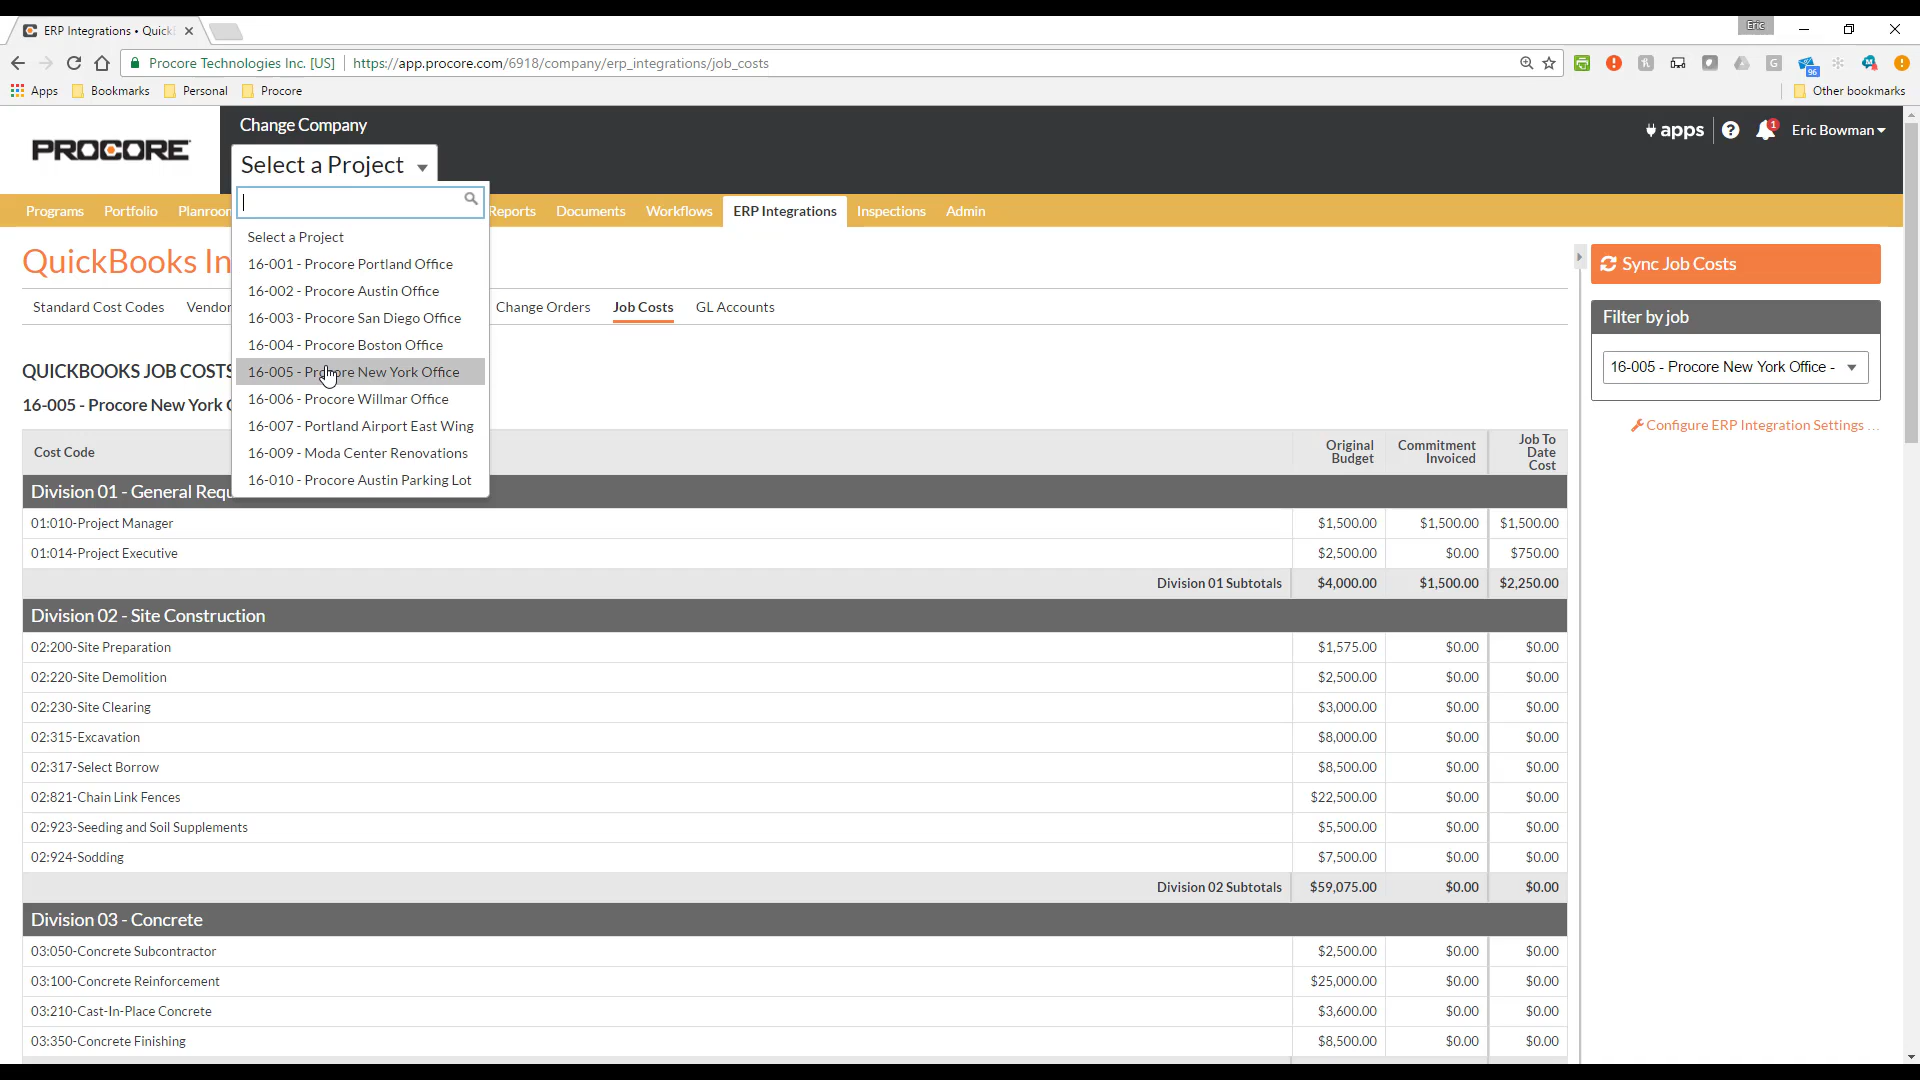 ERP Integrations • Quick
Eric
Procore Technologies Inc. [US] https://app.procore.com/6918/company/erp_integrations/job_costs
96
Apps Bookmarks Personal Procore Other bookmarks
PROCORE
Change Company
Select a Project
apps ? 1 Eric Bowman
Programs Portfolio Planroom Reports Documents Workflows ERP Integrations Inspections Admin
Select a Project
16-001 - Procore Portland Office
16-002 - Procore Austin Office
16-003 - Procore San Diego Office
16-004 - Procore Boston Office
16-005 - Procore New York Office
16-006 - Procore Willmar Office
16-007 - Portland Airport East Wing
16-009 - Moda Center Renovations
16-010 - Procore Austin Parking Lot
QuickBooks In
Standard Cost Codes Vendor Change Orders Job Costs GL Accounts
QUICKBOOKS JOB COSTS
16-005 - Procore New York O
Sync Job Costs
Filter by job
16-005 - Procore New York Office -
Configure ERP Integration Settings ...
Cost Code Original Budget Commitment Invoiced Job To Date Cost
Division 01 - General Requ
01:010-Project Manager $1,500.00 $1,500.00 $1,500.00
01:014-Project Executive $2,500.00 $0.00 $750.00
Division 01 Subtotals $4,000.00 $1,500.00 $2,250.00
Division 02 - Site Construction
02:200-Site Preparation $1,575.00 $0.00 $0.00
02:220-Site Demolition $2,500.00 $0.00 $0.00
02:230-Site Clearing $3,000.00 $0.00 $0.00
02:315-Excavation $8,000.00 $0.00 $0.00
02:317-Select Borrow $8,500.00 $0.00 $0.00
02:821-Chain Link Fences $22,500.00 $0.00 $0.00
02:923-Seeding and Soil Supplements $5,500.00 $0.00 $0.00
02:924-Sodding $7,500.00 $0.00 $0.00
Division 02 Subtotals $59,075.00 $0.00 $0.00
Division 03 - Concrete
03:050-Concrete Subcontractor $2,500.00 $0.00 $0.00
03:100-Concrete Reinforcement $25,000.00 $0.00 $0.00
03:210-Cast-In-Place Concrete $3,600.00 $0.00 $0.00
03:350-Concrete Finishing $8,500.00 $0.00 $0.00